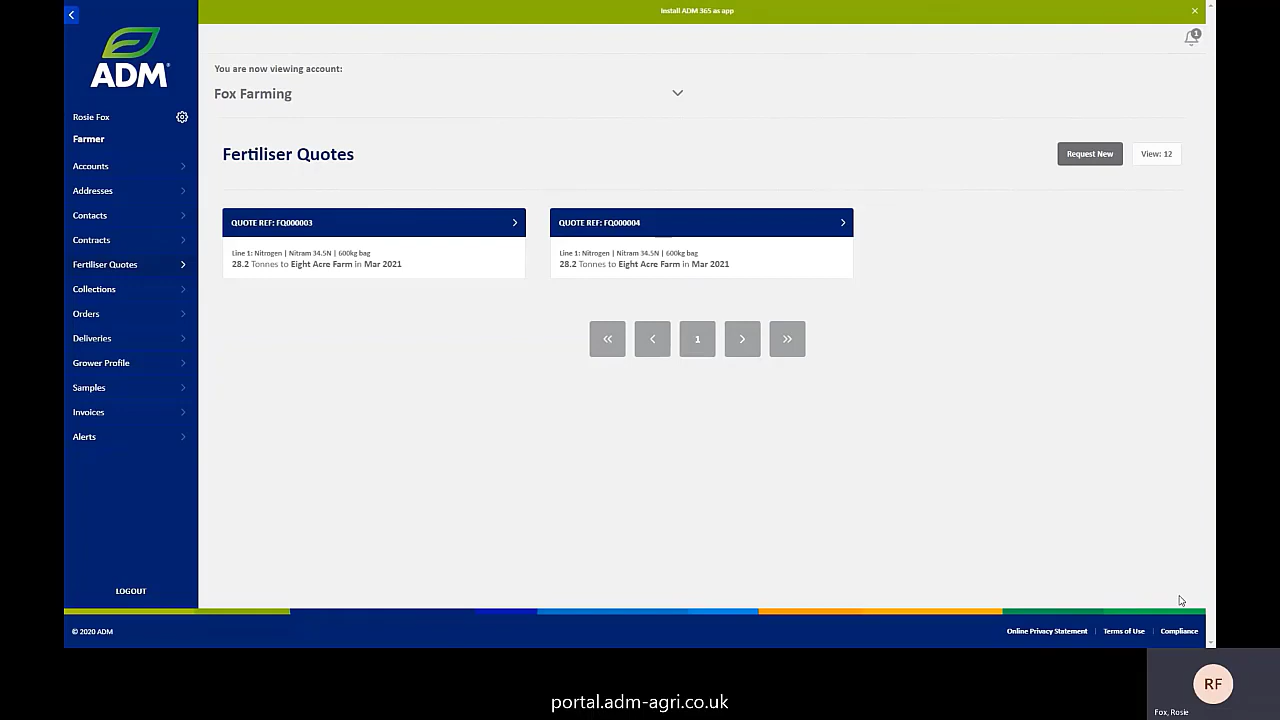 Install ADM 365 as app
1
ADM
You are now viewing account:
Fox Farming
Rosie Fox
Farmer
Accounts
Addresses
Contacts
Contracts
Fertiliser Quotes
Collections
Orders
Deliveries
Grower Profile
Samples
Invoices
Alerts
LOGOUT
Fertiliser Quotes
Request New
View: 12
QUOTE REF: FQ000003
Line 1: Nitrogen | Nitram 34.5N | 600kg bag
28.2 Tonnes to Eight Acre Farm in Mar 2021
QUOTE REF: FQ000004
Line 1: Nitrogen | Nitram 34.5N | 600kg bag
28.2 Tonnes to Eight Acre Farm in Mar 2021
1
© 2020 ADM
Online Privacy Statement | Terms of Use | Compliance
RF
Fox, Rosie
portal.adm-agri.co.uk